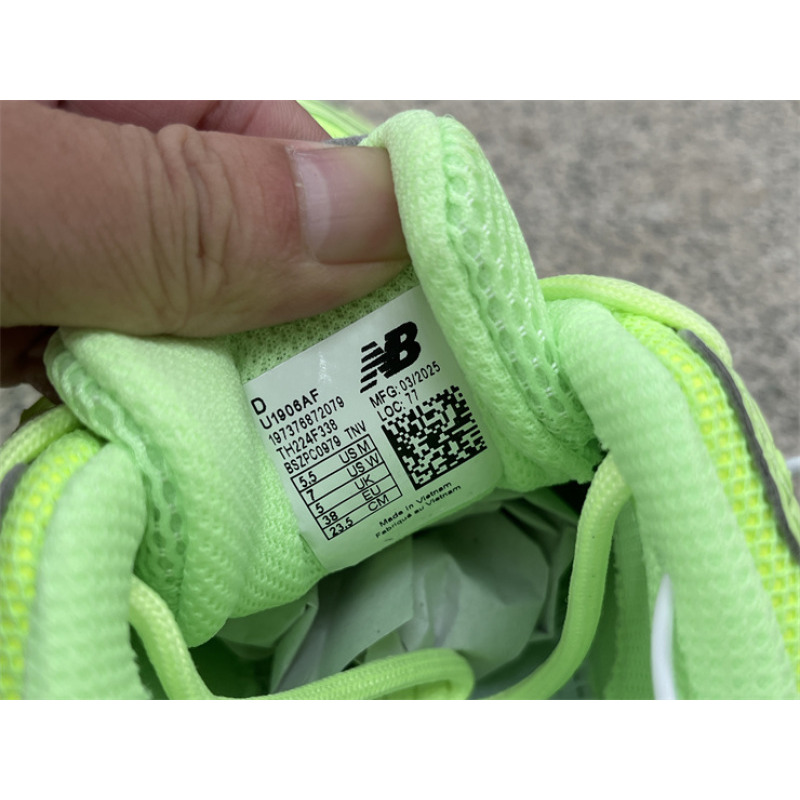 NB
D
U1906AF
197376872079
TH224F338
BSZPC0979 TNV
MFG: 03/2025
LOC: 77
5.5 US M
7 US W
5 UK
38 EU
23.5 CM
Made in Vietnam
Fabriqué au Vietnam